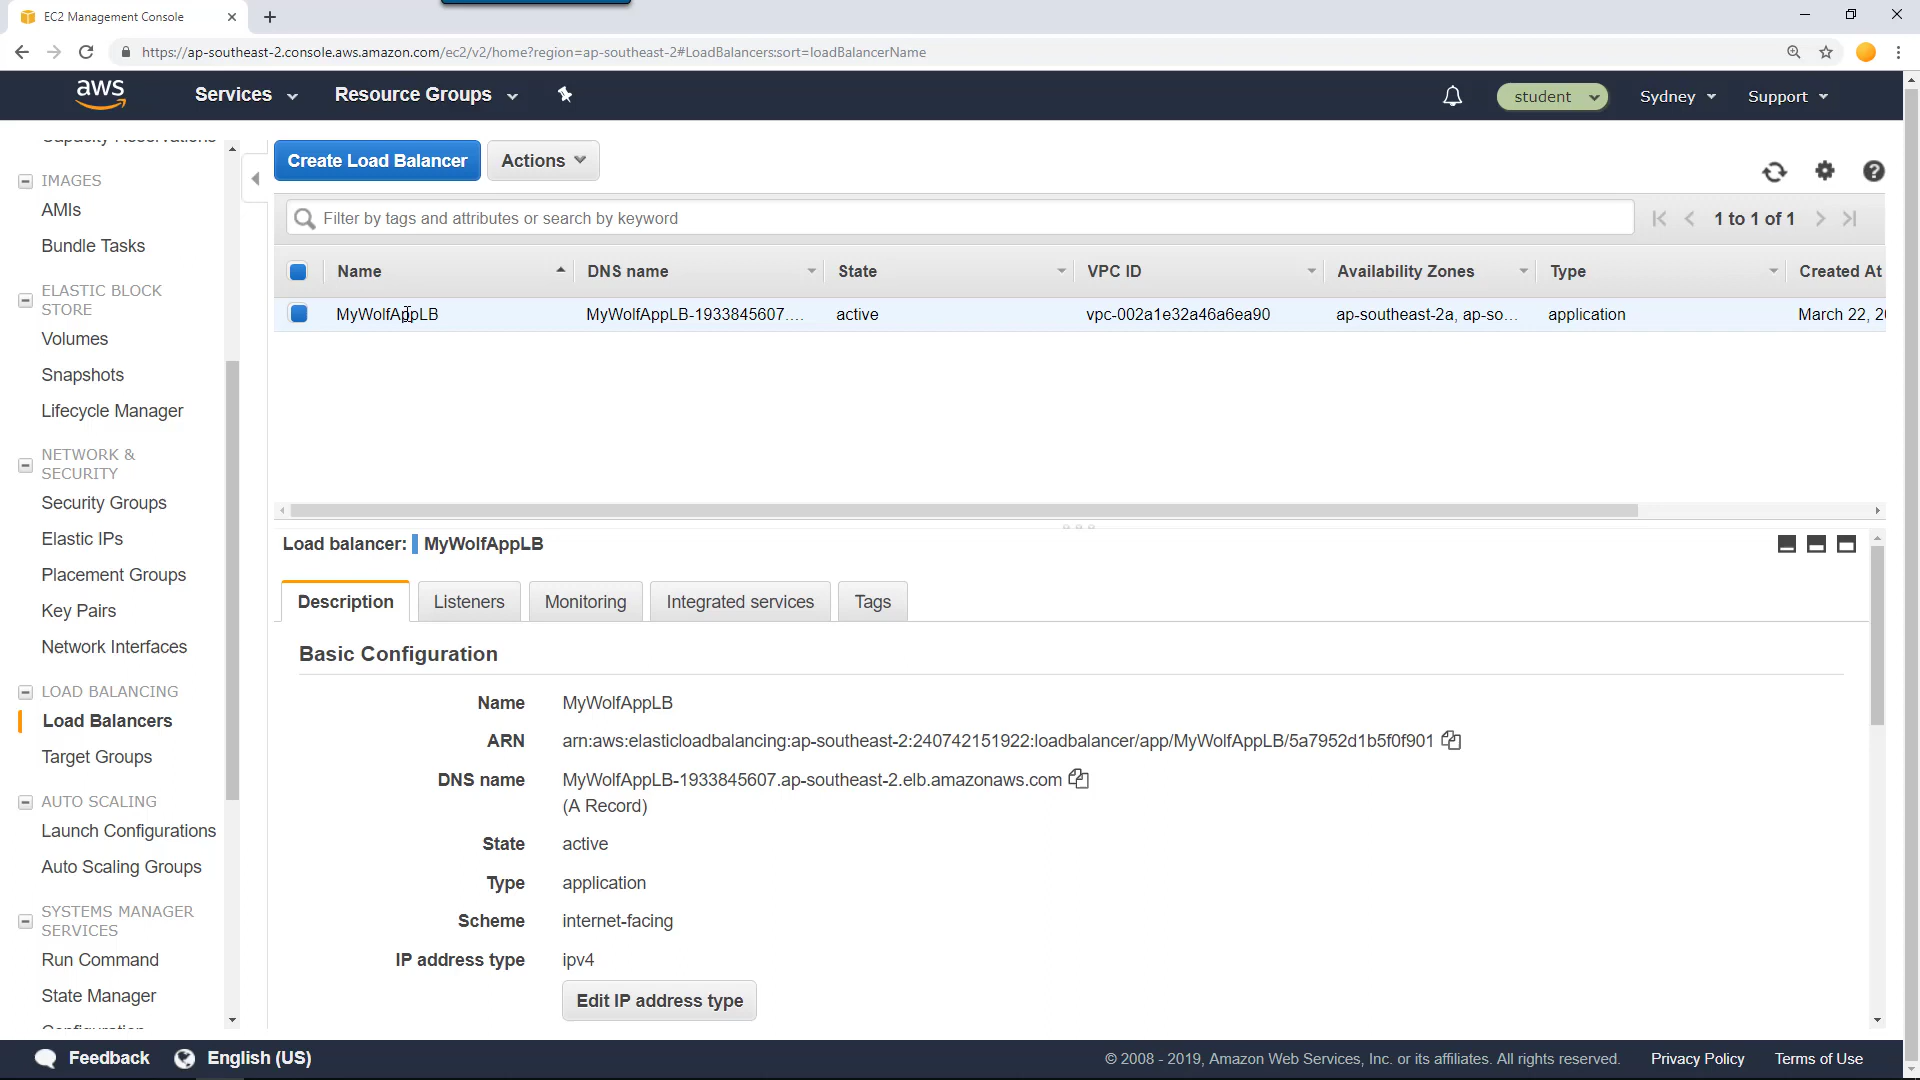 EC2 Management Console
https://ap-southeast-2.console.aws.amazon.com/ec2/v2/home?region=ap-southeast-2#LoadBalancers:sort=loadBalancerName
aws
Services
Resource Groups
student
Sydney
Support
Capacity Reservations
IMAGES
AMIs
Bundle Tasks
ELASTIC BLOCK
STORE
Volumes
Snapshots
Lifecycle Manager
NETWORK &
SECURITY
Security Groups
Elastic IPs
Placement Groups
Key Pairs
Network Interfaces
LOAD BALANCING
Load Balancers
Target Groups
AUTO SCALING
Launch Configurations
Auto Scaling Groups
SYSTEMS MANAGER
SERVICES
Run Command
State Manager
Create Load Balancer
Actions
Filter by tags and attributes or search by keyword
1 to 1 of 1
Name DNS name State VPC ID Availability Zones Type Created At
MyWolfAppLB MyWolfAppLB-1933845607.... active vpc-002a1e32a46a6ea90 ap-southeast-2a, ap-so... application March 22, 20
Load balancer: MyWolfAppLB
Description
Listeners
Monitoring
Integrated services
Tags
Basic Configuration
Name MyWolfAppLB
ARN arn:aws:elasticloadbalancing:ap-southeast-2:240742151922:loadbalancer/app/MyWolfAppLB/5a7952d1b5f0f901
DNS name MyWolfAppLB-1933845607.ap-southeast-2.elb.amazonaws.com
(A Record)
State active
Type application
Scheme internet-facing
IP address type ipv4
Edit IP address type
Feedback
English (US)
© 2008 - 2019, Amazon Web Services, Inc. or its affiliates. All rights reserved.
Privacy Policy
Terms of Use